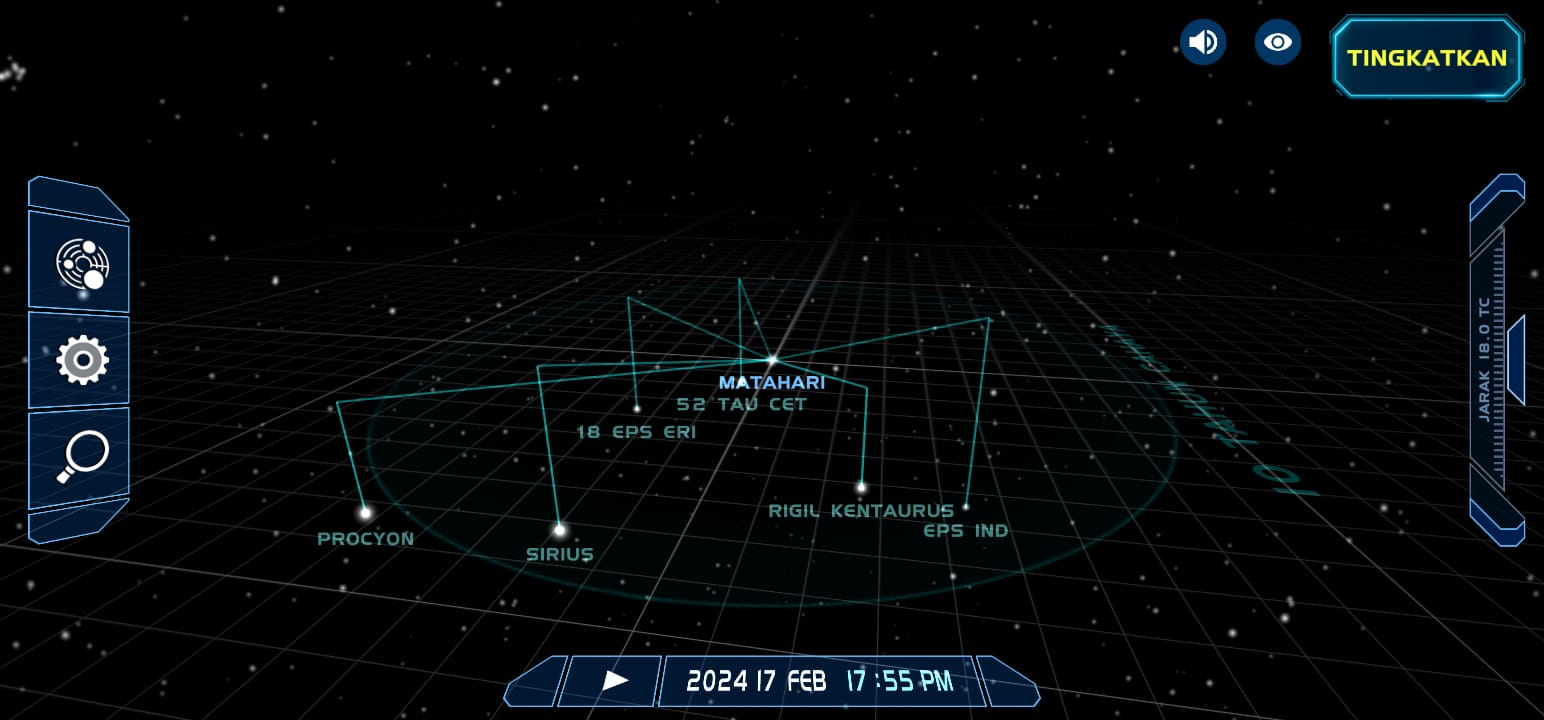 TINGKATKAN
JARAK 18.0 TC
MATAHARI
52 TAU CET
18 EPS ERI
RIGIL KENTAURUS
EPS IND
PROCYON
SIRIUS
2024 17 FEB 17:55 PM